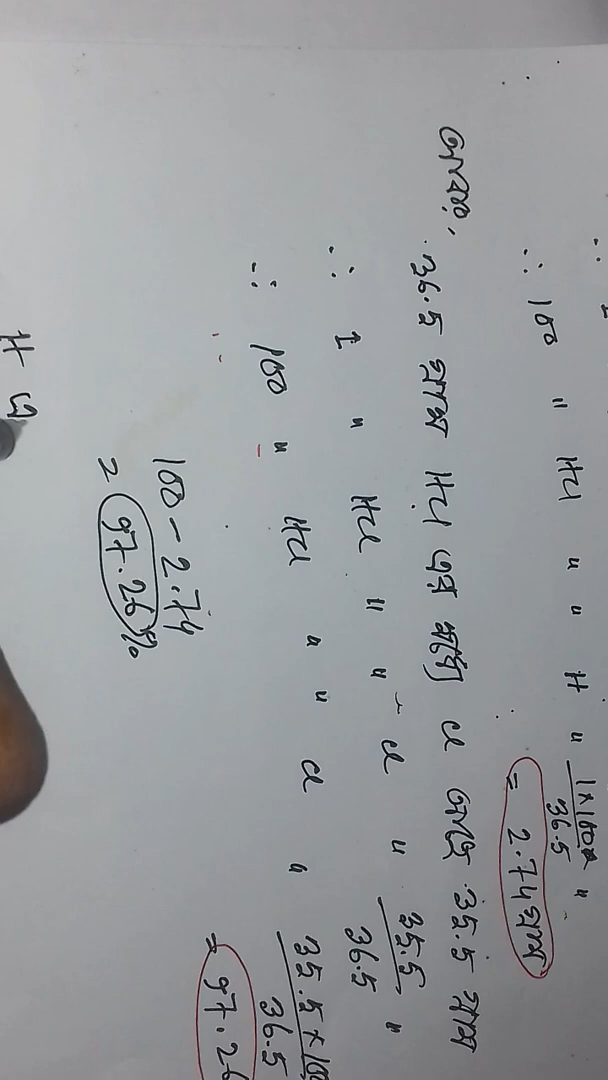 ∴ 100 " HCl " " H " 1×100/36.5 "
= 2.74 গ্রাম
আবার, 36.5 গ্রাম HCl এর মধ্যে Cl আছে 35.5 গ্রাম
∴ 1 " HCl " " Cl " 35.5/36.5 "
∴ 100 " HCl " " Cl " 35.5×100/36.5
= 97.26
100 - 2.74
= 97.26%
H